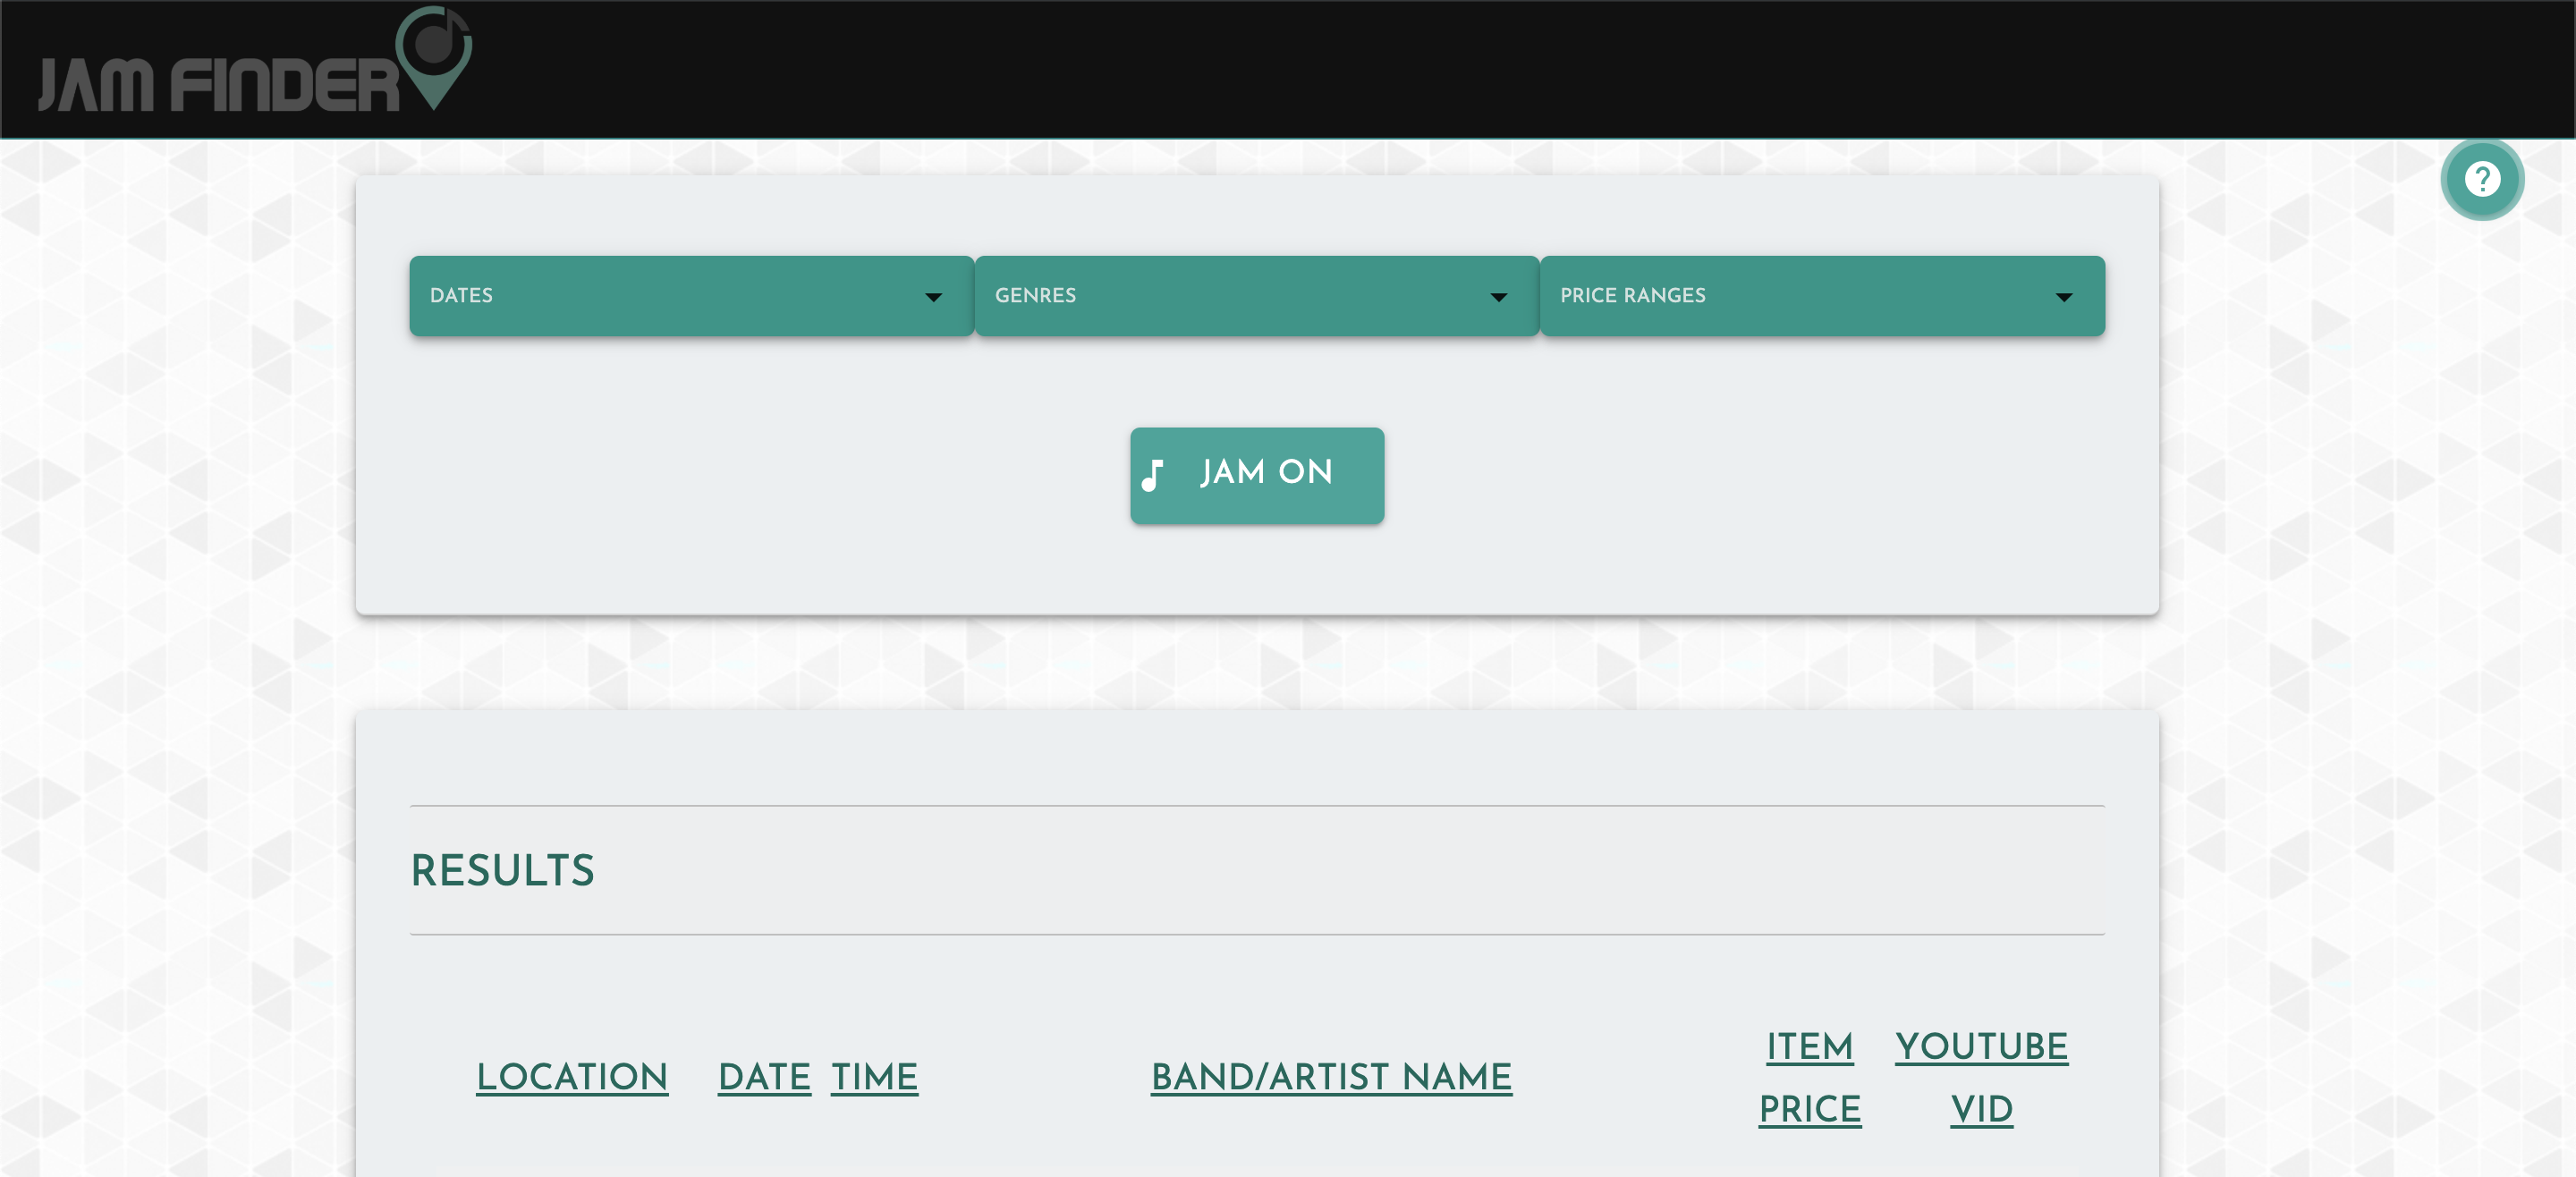 JAM FINDER
?
DATES
GENRES
PRICE RANGES
JAM ON
RESULTS
LOCATION
DATE
TIME
BAND/ARTIST NAME
ITEM
PRICE
YOUTUBE
VID